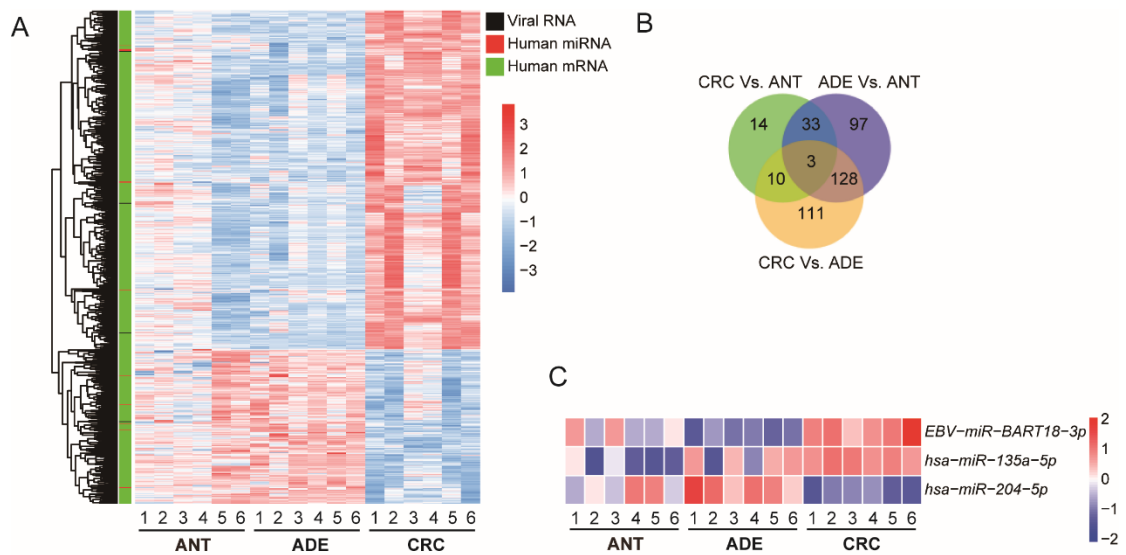 A
Viral RNA
Human miRNA
Human mRNA
3
2
1
0
−1
−2
−3
1 2 3 4 5 6 1 2 3 4 5 6 1 2 3 4 5 6
ANT ADE CRC
B
CRC Vs. ANT ADE Vs. ANT
14 33 97
3
10 128
111
CRC Vs. ADE
C
EBV−miR−BART18−3p
hsa−miR−135a−5p
hsa−miR−204−5p
2
1
0
−1
−2
1 2 3 4 5 6 1 2 3 4 5 6 1 2 3 4 5 6
ANT ADE CRC